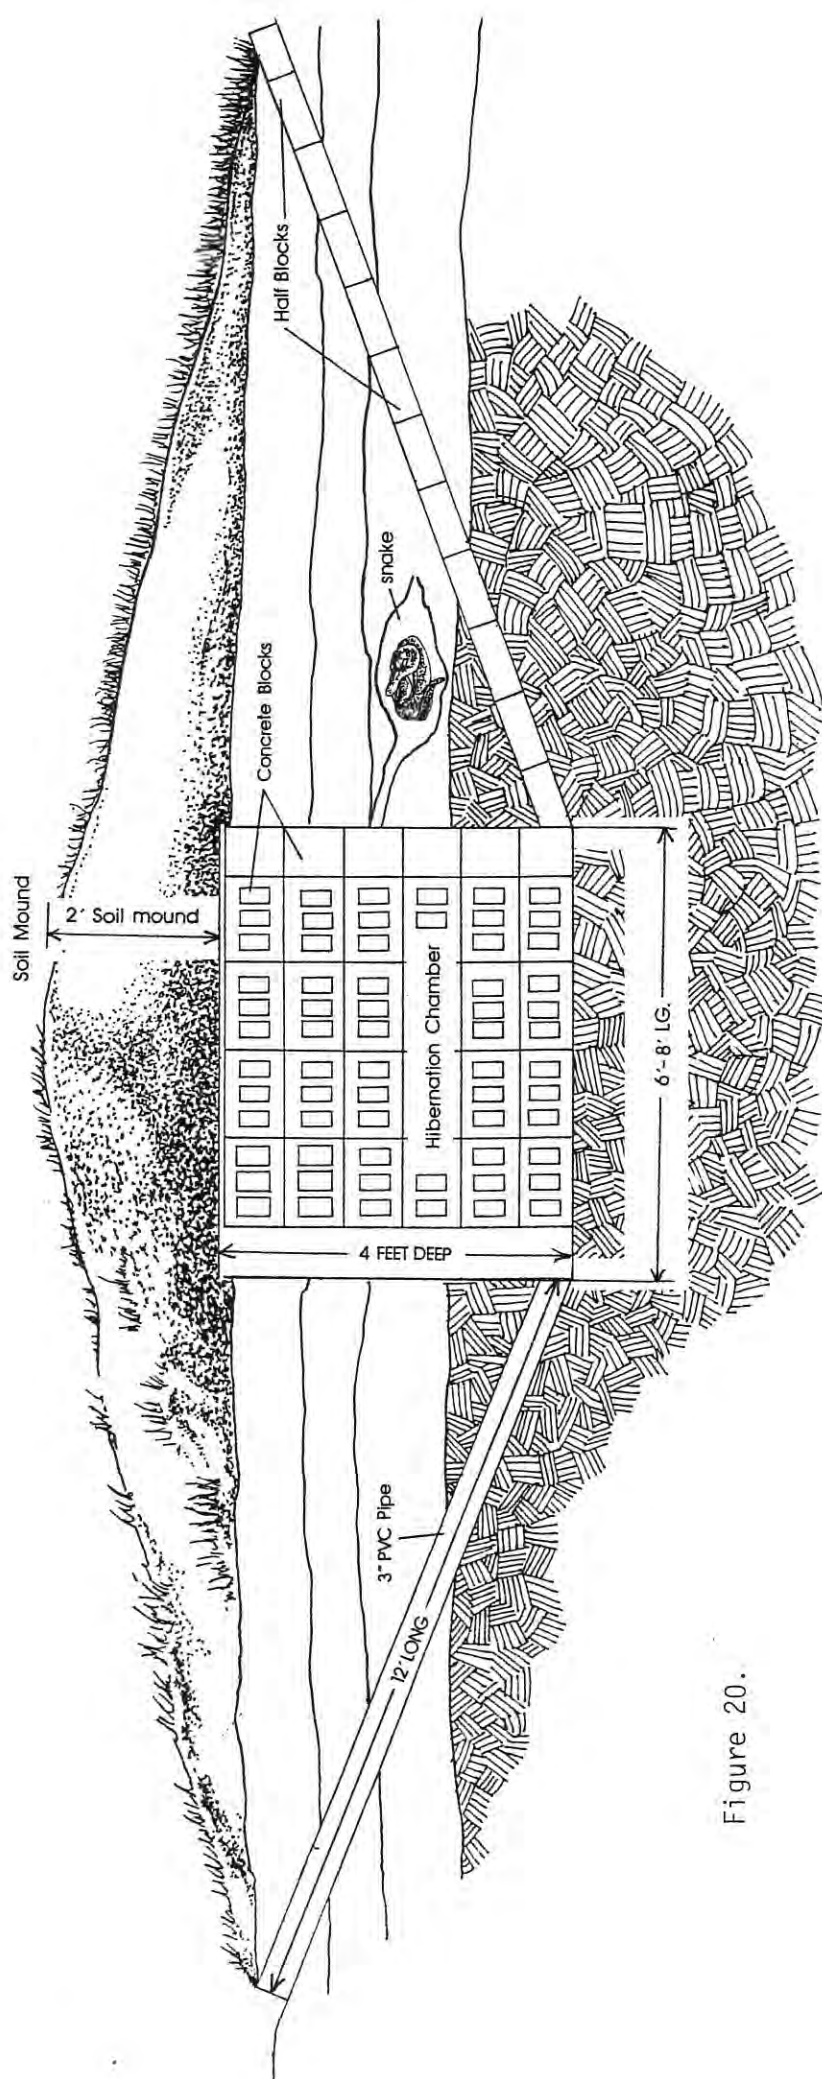 Soil Mound
2' Soil mound
Concrete Blocks
Half Blocks
snake
Hibernation Chamber
4 FEET DEEP
3" PVC Pipe
12' LONG
6'-8' LG.
Figure 20.